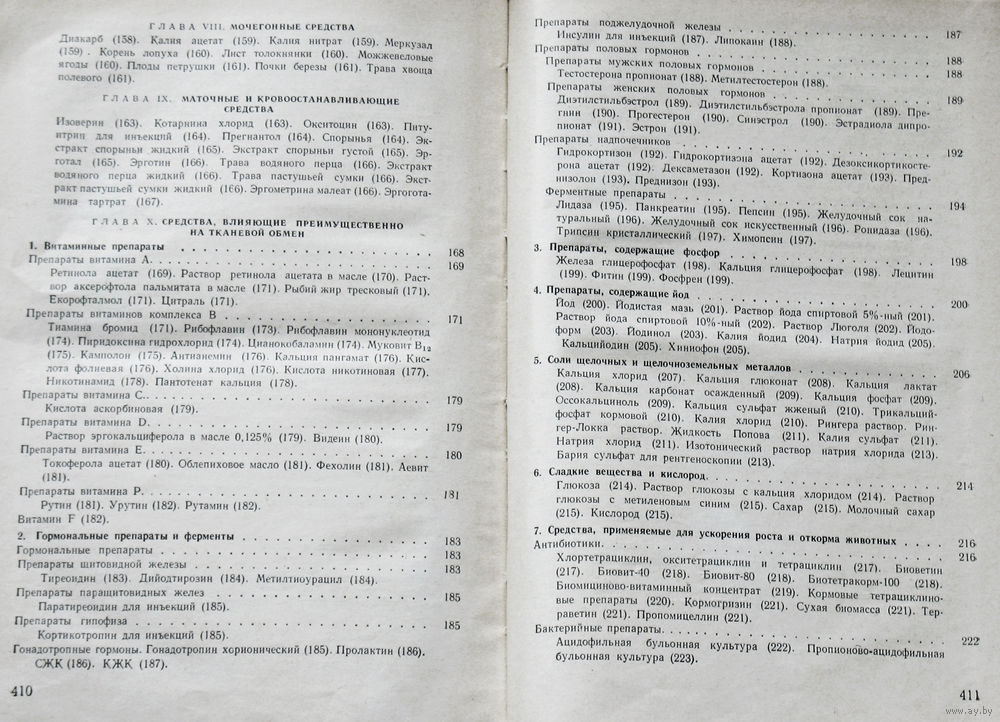 ГЛАВА VIII. МОЧЕГОННЫЕ СРЕДСТВА
Диакарб (158). Калия ацетат (159). Калия нитрат (159). Меркузал
(159). Корень лопуха (160). Лист толокнянки (160). Можжевеловые
ягоды (160). Плоды петрушки (161). Почки березы (161). Трава хвоща
полевого (161).
ГЛАВА IX. МАТОЧНЫЕ И КРОВООСТАНАВЛИВАЮЩИЕ
СРЕДСТВА
Изоверин (163). Котарнина хлорид (163). Окситоцин (163). Питу-
итрин для инъекций (164). Прегнантол (164). Спорынья (164). Эк-
стракт спорыньи жидкий (165). Экстракт спорыньи густой (165). Эр-
готал (165). Эрготин (166). Трава водяного перца (166). Экстракт
водяного перца жидкий (166). Трава пастушьей сумки (166). Экст-
ракт пастушьей сумки жидкий (166). Эргометрина малеат (166). Эргота-
мина тартрат (167).
ГЛАВА X. СРЕДСТВА, ВЛИЯЮЩИЕ ПРЕИМУЩЕСТВЕННО
НА ТКАНЕВОЙ ОБМЕН
1. Витаминные препараты . . . . . . . . . . 168
Препараты витамина А. . . . . . . . . . 169
Ретинола ацетат (169). Раствор ретинола ацетата в масле (170). Раст-
вор аксерофтола пальмитата в масле (171). Рыбий жир тресковый (171).
Екорофталмол (171). Цитраль (171).
Препараты витаминов комплекса В . . . . . . . . . . 171
Тиамина бромид (171). Рибофлавин (173). Рибофлавин мононуклеотид
(174). Пиридоксина гидрохлорид (174). Цианокобаламин (174). Муковит В12
(175). Камполон (175). Антианемин (176). Кальция пангамат (176). Кис-
лота фолиевая (176). Холина хлорид (176). Кислота никотиновая (177).
Никотинамид (178). Пантотенат кальция (178).
Препараты витамина С. . . . . . . . . . 179
Кислота аскорбиновая (179).
Препараты витамина D. . . . . . . . . . 179
Раствор эргокальциферола в масле 0,125% (179). Видеин (180).
Препараты витамина Е. . . . . . . . . . 180
Токоферола ацетат (180). Облепиховое масло (181). Фехолин (181). Аевит
(181).
Препараты витамина Р. . . . . . . . . . 181
Рутин (181). Урутин (182). Рутамин (182).
Витамин F (182).
2. Гормональные препараты и ферменты . . . . . . . . . . 183
Гормональные препараты . . . . . . . . . . 183
Препараты щитовидной железы . . . . . . . . . . 183
Тиреоидин (183). Дийодтирозин (184). Метилтиоурацил (184).
Препараты паращитовидных желез . . . . . . . . . . 185
Паратиреоидин для инъекций (185).
Препараты гипофиза . . . . . . . . . . 185
Кортикотропин для инъекций (185).
Гонадотропные гормоны. Гонадотропин хорионический (185). Пролактин (186).
СЖК (186). КЖК (187).
410
Препараты поджелудочной железы . . . . . . . . . . 187
Инсулин для инъекций (187). Липокаин (188).
Препараты половых гормонов . . . . . . . . . . 188
Препараты мужских половых гормонов . . . . . . . . . . 188
Тестостерона пропионат (188). Метилтестостерон (188).
Препараты женских половых гормонов . . . . . . . . . . 189
Диэтилстильбэстрол (189). Диэтилстильбэстрола пропионат (189). Пре-
гнин (190). Прогестерон (190). Синэстрол (190). Эстрадиола дипро-
пионат (191). Эстрон (191).
Препараты надпочечников . . . . . . . . . . 192
Гидрокортизон (192). Гидрокортизона ацетат (192). Дезоксикортикосте-
рона ацетат (192). Дексаметазон (192). Кортизона ацетат (193). Пред-
низолон (193). Преднизон (193).
Ферментные препараты . . . . . . . . . . 194
Лидаза (195). Панкреатин (195). Пепсин (195). Желудочный сок на-
туральный (196). Желудочный сок искусственный (196). Ронидаза (196).
Трипсин кристаллический (197). Химопсин (197).
3. Препараты, содержащие фосфор . . . . . . . . . . 198
Железа глицерофосфат (198). Кальция глицерофосфат (198). Лецитин
(199). Фитин (199). Фосфрен (199).
4. Препараты, содержащие йод . . . . . . . . . . 200
Йод (200). Йодистая мазь (201). Раствор йода спиртовой 5%-ный (201).
Раствор йода спиртовой 10%-ный (202). Раствор Люголя (202). Йодо-
форм (203). Йодинол (203). Калия йодид (204). Натрия йодид (205).
Кальцийодин (205). Хиниофон (205).
5. Соли щелочных и щелочноземельных металлов . . . . . . . . . . 206
Кальция хлорид (207). Кальция глюконат (208). Кальция лактат
(208). Кальция карбонат осажденный (209). Кальция фосфат (209).
Оссокальциноль (209). Кальция сульфат жженый (210). Трикальций-
фосфат кормовой (210). Калия хлорид (210). Рингера раствор. Рин-
гер-Локка раствор. Жидкость Попова (211). Калия сульфат (211).
Натрия хлорид (211). Изотонический раствор натрия хлорида (213).
Бария сульфат для рентгеноскопии (213).
6. Сладкие вещества и кислород. . . . . . . . . . 214
Глюкоза (214). Раствор глюкозы с кальция хлоридом (214). Раствор
глюкозы с метиленовым синим (215). Сахар (215). Молочный сахар
(215). Кислород (215).
7. Средства, применяемые для ускорения роста и откорма животных . . . . 216
Антибиотики. . . . . . . . . . 216
Хлортетрациклин, окситетрациклин и тетрациклин (217). Биоветин
(217). Биовит-40 (218). Биовит-80 (218). Биотетракорм-100 (218).
Биомициново-витаминный концентрат (219). Кормовые тетрациклино-
вые препараты (220). Кормогризин (221). Сухая биомасса (221). Тер-
раветин (221). Пропомицеллин (221).
Бактерийные препараты. . . . . . . . . . 222
Ацидофильная бульонная культура (222). Пропионово-ацидофильная
бульонная культура (223).
411
www.ay.by